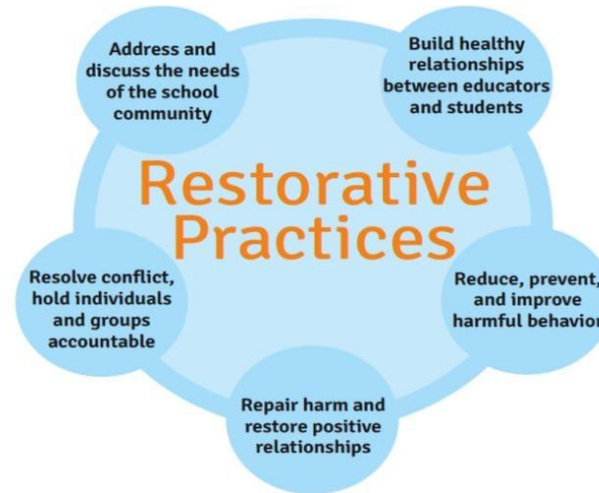 Address and
discuss the needs
of the school
community
Build healthy
relationships
between educators
and students
Restorative
Practices
Resolve conflict,
hold individuals
and groups
accountable
Reduce, prevent,
and improve
harmful behavior
Repair harm and
restore positive
relationships